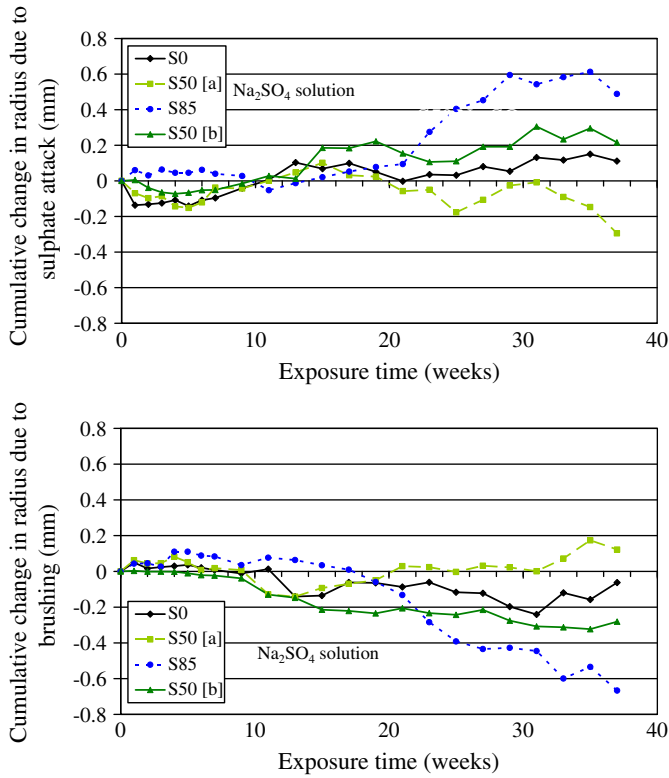 Cumulative change in radius due to
sulphate attack (mm)
0.8
0.6
0.4
0.2
0
-0.2
-0.4
-0.6
-0.8
S0
S50 [a]
S85
S50 [b]
Na₂SO₄ solution
0 10 20 30 40
Exposure time (weeks)
Cumulative change in radius due to
brushing (mm)
0.8
0.6
0.4
0.2
0
-0.2
-0.4
-0.6
-0.8
S0
S50 [a]
S85
S50 [b]
Na₂SO₄ solution
0 10 20 30 40
Exposure time (weeks)